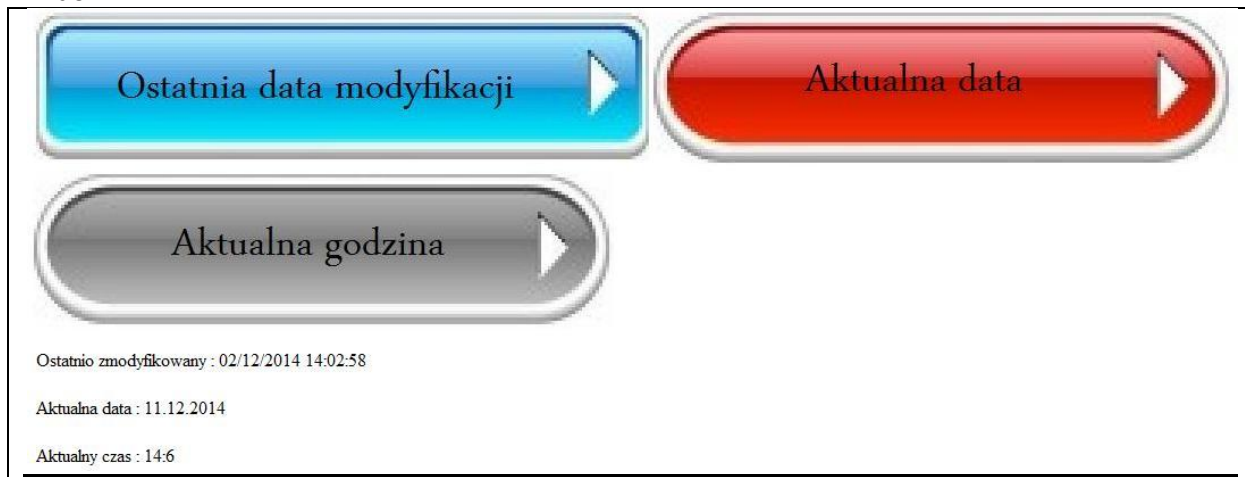 Ostatnia data modyfikacji
Aktualna data
Aktualna godzina
Ostatnio zmodyfikowany : 02/12/2014 14:02:58
Aktualna data : 11.12.2014
Aktualny czas : 14:6